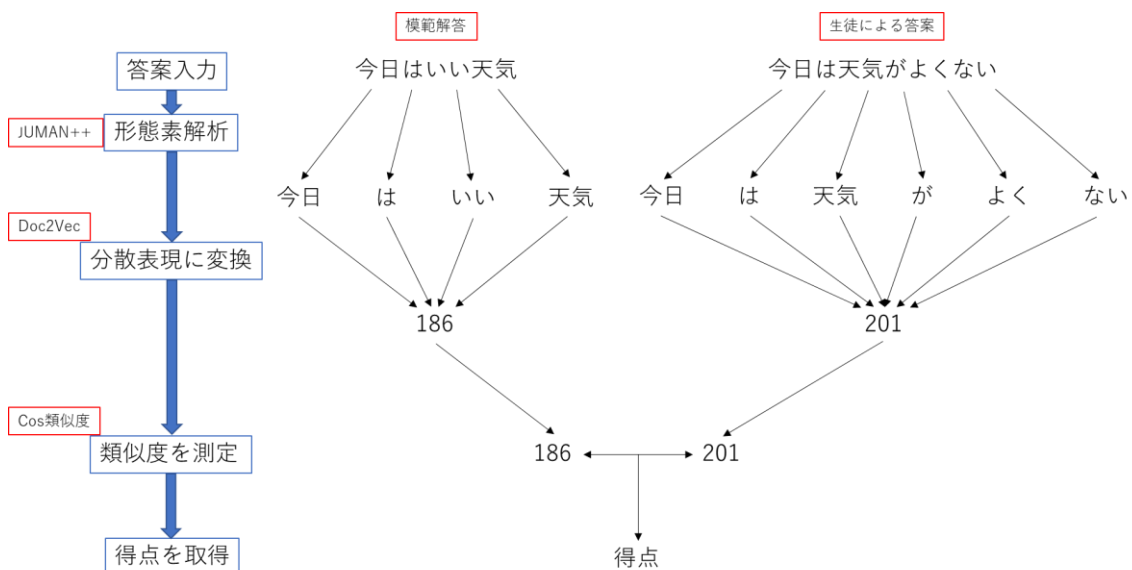 模範解答
生徒による答案
答案入力
今日はいい天気
今日は天気がよくない
JUMAN++
形態素解析
今日 は いい 天気
今日 は 天気 が よく ない
Doc2Vec
分散表現に変換
186
201
Cos類似度
類似度を測定
186
201
得点を取得
得点